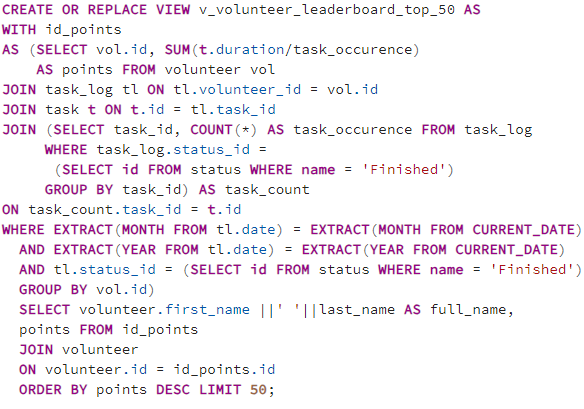 CREATE OR REPLACE VIEW v_volunteer_leaderboard_top_50 AS
WITH id_points
AS (SELECT vol.id, SUM(t.duration/task_occurence)
AS points FROM volunteer vol
JOIN task_log tl ON tl.volunteer_id = vol.id
JOIN task t ON t.id = tl.task_id
JOIN (SELECT task_id, COUNT(*) AS task_occurence FROM task_log
WHERE task_log.status_id =
(SELECT id FROM status WHERE name = 'Finished')
GROUP BY task_id) AS task_count
ON task_count.task_id = t.id
WHERE EXTRACT(MONTH FROM tl.date) = EXTRACT(MONTH FROM CURRENT_DATE)
AND EXTRACT(YEAR FROM tl.date) = EXTRACT(YEAR FROM CURRENT_DATE)
AND tl.status_id = (SELECT id FROM status WHERE name = 'Finished')
GROUP BY vol.id)
SELECT volunteer.first_name ||' '||last_name AS full_name,
points FROM id_points
JOIN volunteer
ON volunteer.id = id_points.id
ORDER BY points DESC LIMIT 50;